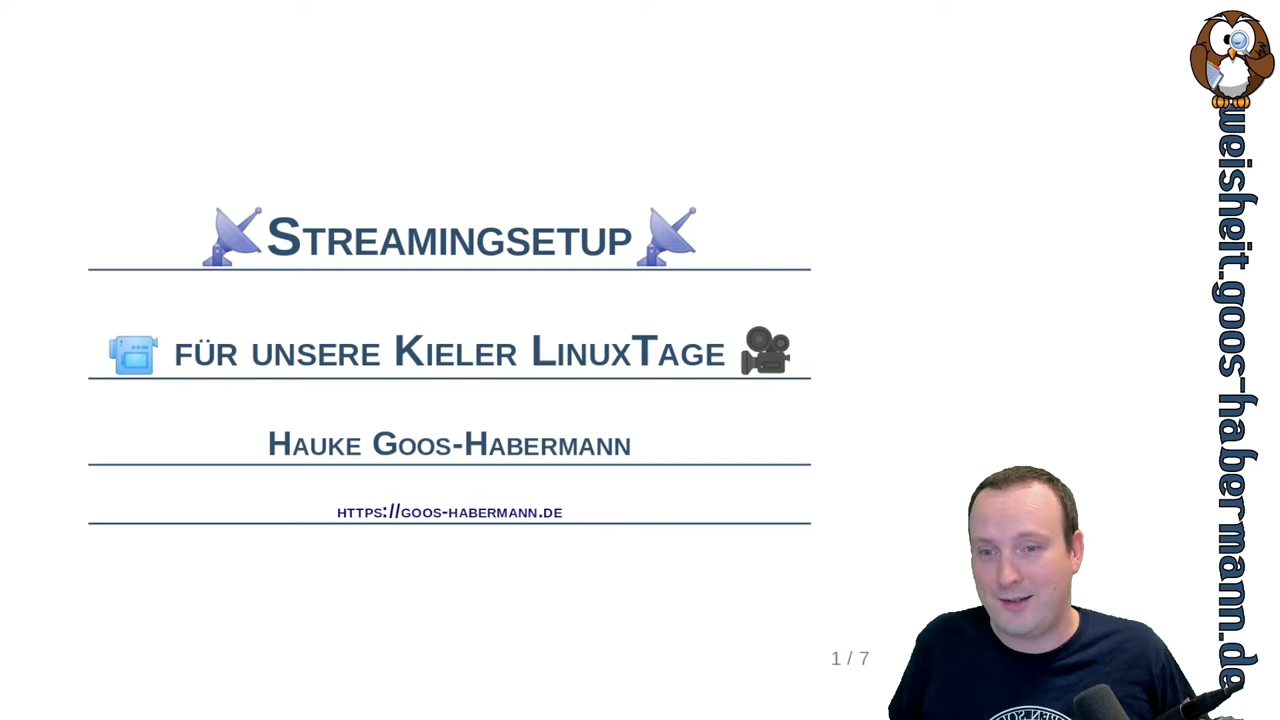 Streamingsetup
für unsere Kieler LinuxTage
Hauke Goos-Habermann
https://goos-habermann.de
1 / 7
weisheit.goos-habermann.de